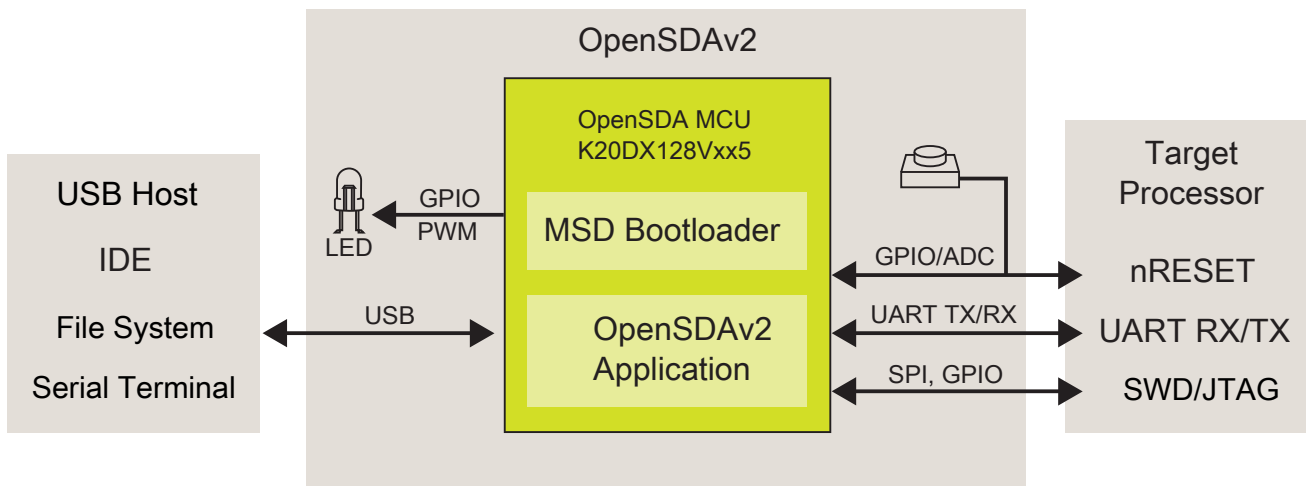 OpenSDAv2
USB Host
IDE
File System
Serial Terminal
LED
GPIO
PWM
USB
OpenSDA MCU
K20DX128Vxx5
MSD Bootloader
OpenSDAv2
Application
GPIO/ADC
UART TX/RX
SPI, GPIO
Target
Processor
nRESET
UART RX/TX
SWD/JTAG